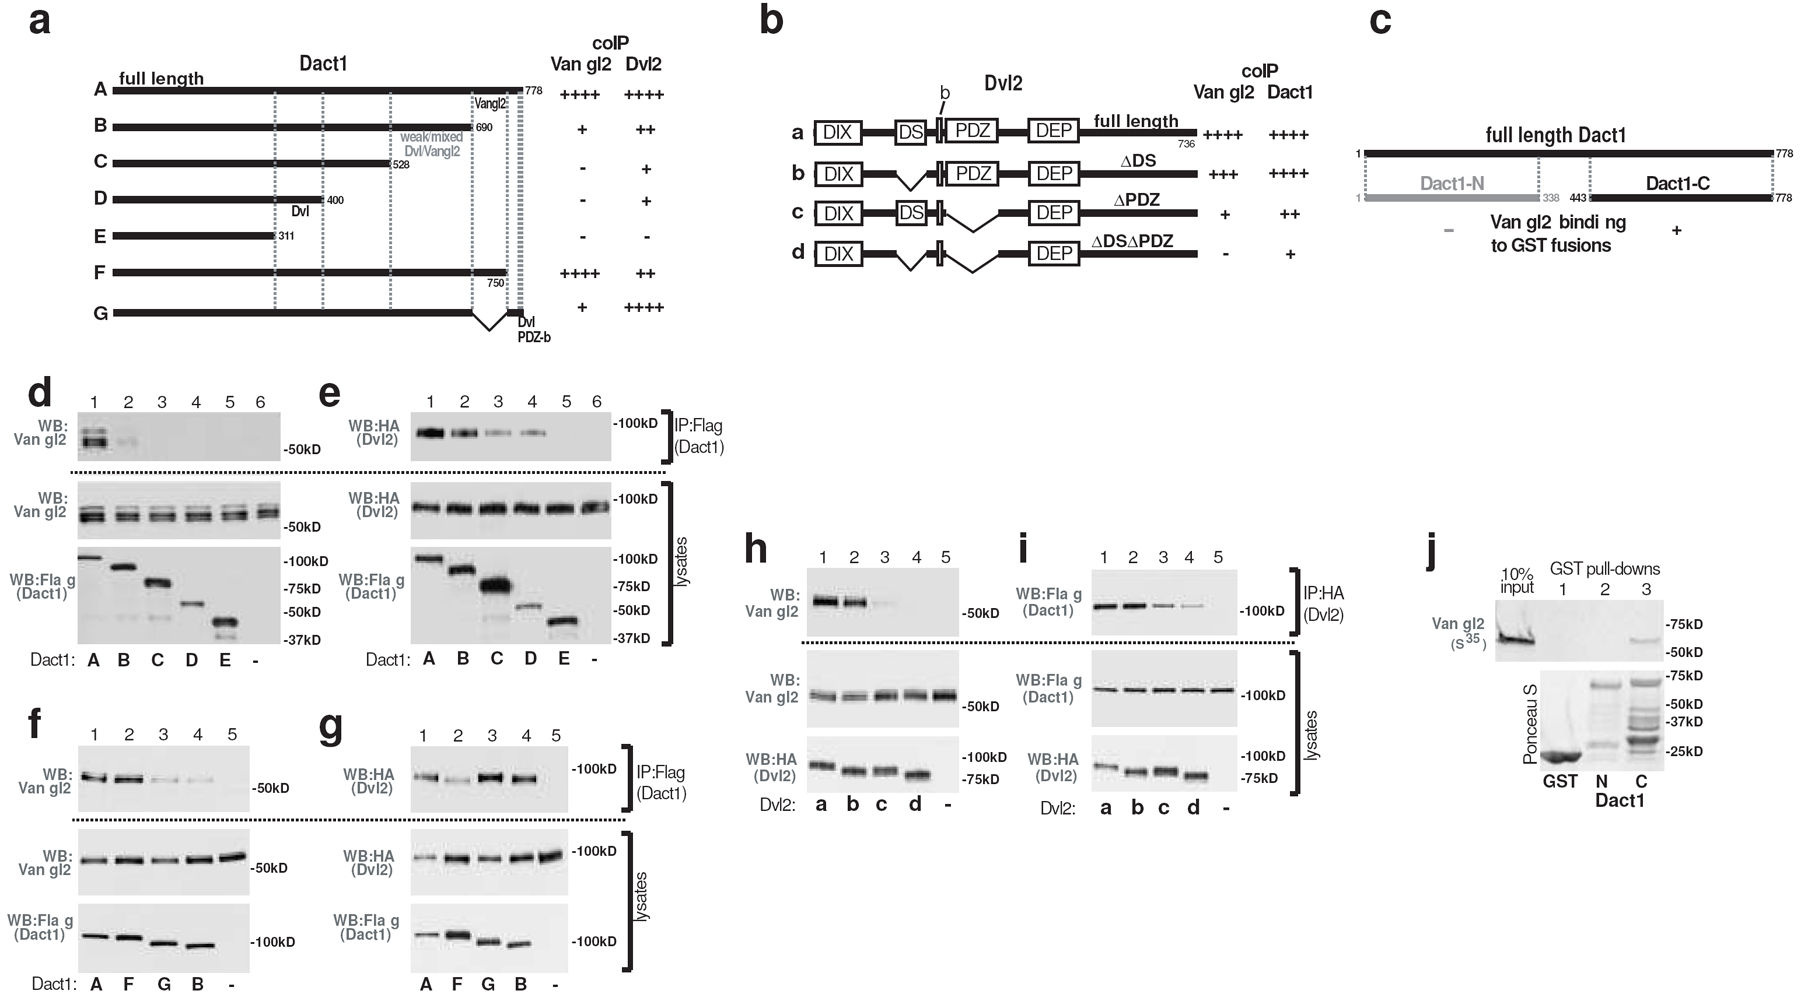 a
Dact1
coIP
Van gl2 Dvl2
A full length 778 ++++ ++++
Vangl2
B 690 + ++
weak/mixed
Dvl/Vangl2
C 528 - +
D 400 - +
Dvl
E 311 - -
F 750 ++++ ++
G + ++++
Dvl
PDZ-b
b
Dvl2
coIP
Van gl2 Dact1
b
a DIX DS PDZ DEP full length 736 ++++ ++++
b DIX PDZ DEP ΔDS +++ ++++
c DIX DS DEP ΔPDZ + ++
d DIX DEP ΔDSΔPDZ - +
c
full length Dact1
1 778
Dact1-N Dact1-C
1 338 443 778
– Van gl2 bindi ng +
to GST fusions
d
1 2 3 4 5 6
WB:
Van gl2
-50kD
WB:
Van gl2
-50kD
WB:Fla g
(Dact1)
-100kD
-75kD
-50kD
-37kD
Dact1: A B C D E -
e
1 2 3 4 5 6
WB:HA
(Dvl2)
-100kD
IP:Flag
(Dact1)
WB:HA
(Dvl2)
-100kD
WB:Fla g
(Dact1)
-100kD
-75kD
-50kD
-37kD
lysates
Dact1: A B C D E -
f
1 2 3 4 5
WB:
Van gl2
-50kD
WB:
Van gl2
-50kD
WB:Fla g
(Dact1)
-100kD
Dact1: A F G B -
g
1 2 3 4 5
WB:HA
(Dvl2)
-100kD
IP:Flag
(Dact1)
WB:HA
(Dvl2)
-100kD
WB:Fla g
(Dact1)
-100kD
lysates
A F G B -
h
1 2 3 4 5
WB:
Van gl2
-50kD
WB:
Van gl2
-50kD
WB:HA
(Dvl2)
-100kD
-75kD
Dvl2: a b c d -
i
1 2 3 4 5
WB:Fla g
(Dact1)
-100kD
IP:HA
(Dvl2)
WB:Fla g
(Dact1)
-100kD
WB:HA
(Dvl2)
-100kD
-75kD
lysates
Dvl2: a b c d -
j
10%
input
GST pull-downs
1 2 3
Van gl2
(S35)
-75kD
-50kD
Ponceau S
-75kD
-50kD
-37kD
-25kD
GST N C
Dact1